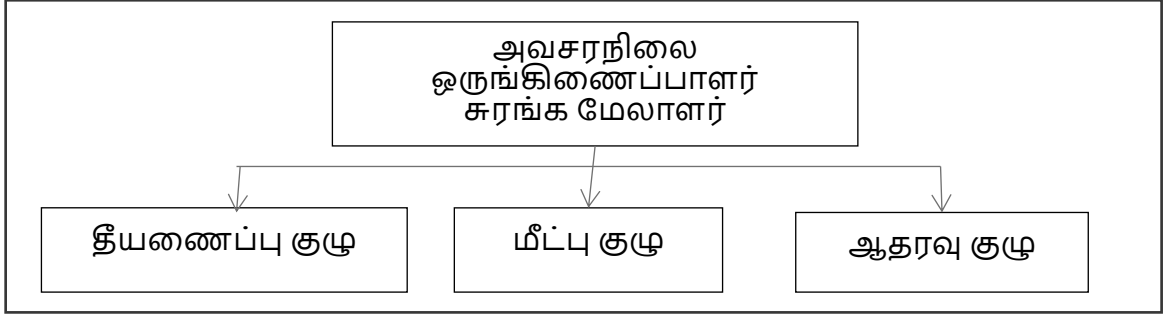 அவசரநிலை
ஒருங்கிணைப்பாளர்
சுரங்க மேலாளர்
தீயணைப்பு குழு
மீட்பு குழு
ஆதரவு குழு